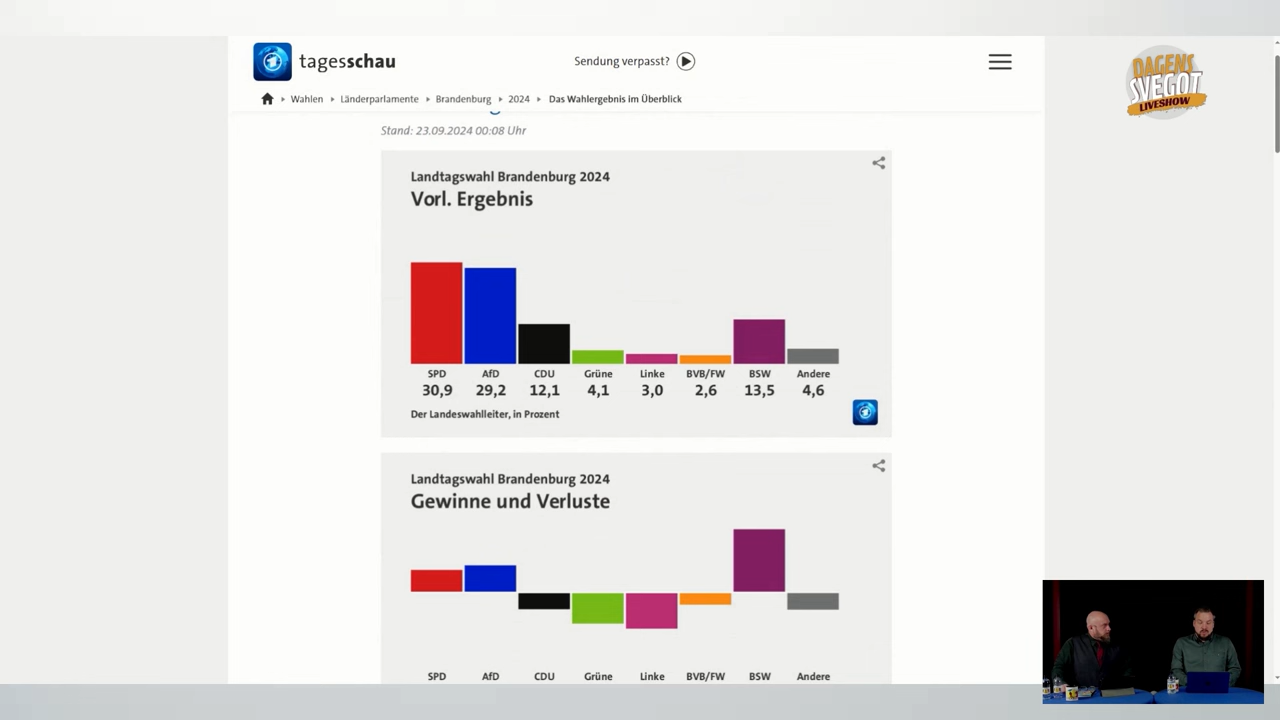 tagesschau
Sendung verpasst?
DAGENS
SVEGOT
LIVESHOW
Wahlen Länderparlamente Brandenburg 2024 Das Wahlergebnis im Überblick
Stand: 23.09.2024 00:08 Uhr
Landtagswahl Brandenburg 2024
Vorl. Ergebnis
SPD AfD CDU Grüne Linke BVB/FW BSW Andere
30,9 29,2 12,1 4,1 3,0 2,6 13,5 4,6
Der Landeswahlleiter, in Prozent
Landtagswahl Brandenburg 2024
Gewinne und Verluste
SPD AfD CDU Grüne Linke BVB/FW BSW Andere